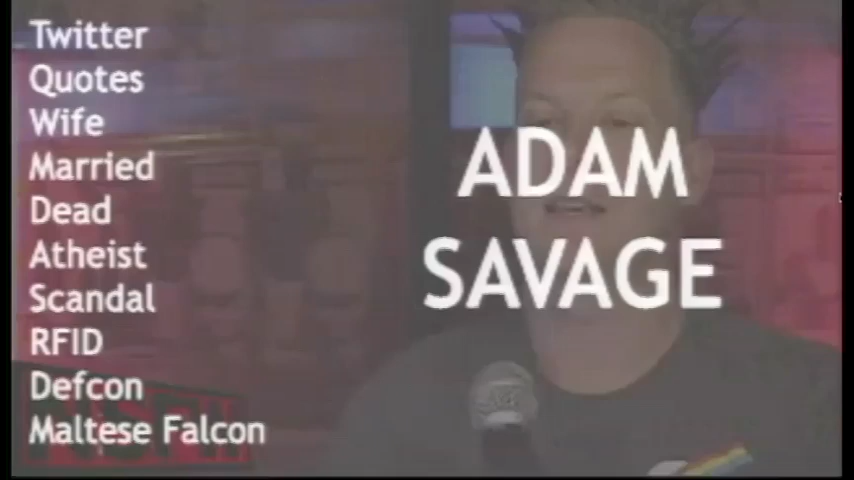 Twitter
Quotes
Wife
Married
Dead
Atheist
Scandal
RFID
Defcon
Maltese Falcon
ADAM
SAVAGE